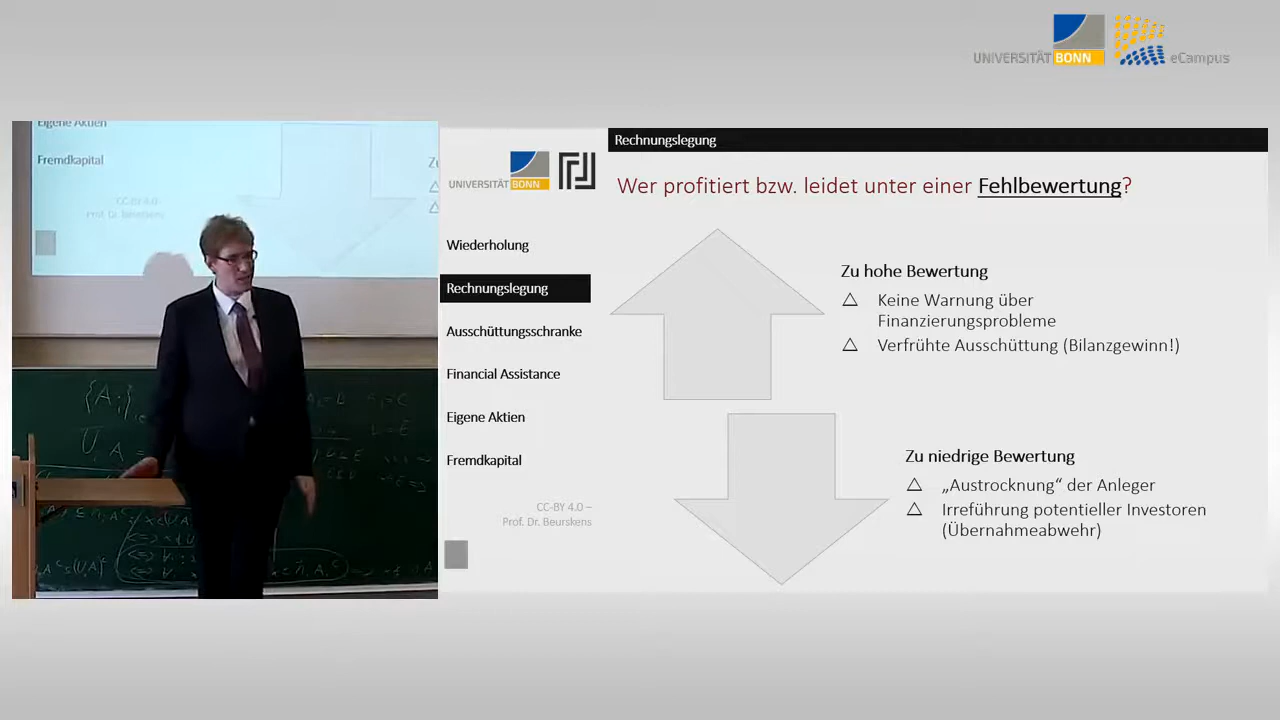 UNIVERSITÄT BONN
eCampus
Eigene Aktien
Fremdkapital
Zu
CC-BY 4.0
Prof. Dr. Beurskens
UNIVERSITÄT BONN
Wiederholung
Rechnungslegung
Ausschüttungsschranke
Financial Assistance
Eigene Aktien
Fremdkapital
CC-BY 4.0 –
Prof. Dr. Beurskens
Rechnungslegung
Wer profitiert bzw. leidet unter einer Fehlbewertung?
Zu hohe Bewertung
Keine Warnung über
Finanzierungsprobleme
Verfrühte Ausschüttung (Bilanzgewinn!)
Zu niedrige Bewertung
„Austrocknung“ der Anleger
Irreführung potentieller Investoren
(Übernahmeabwehr)